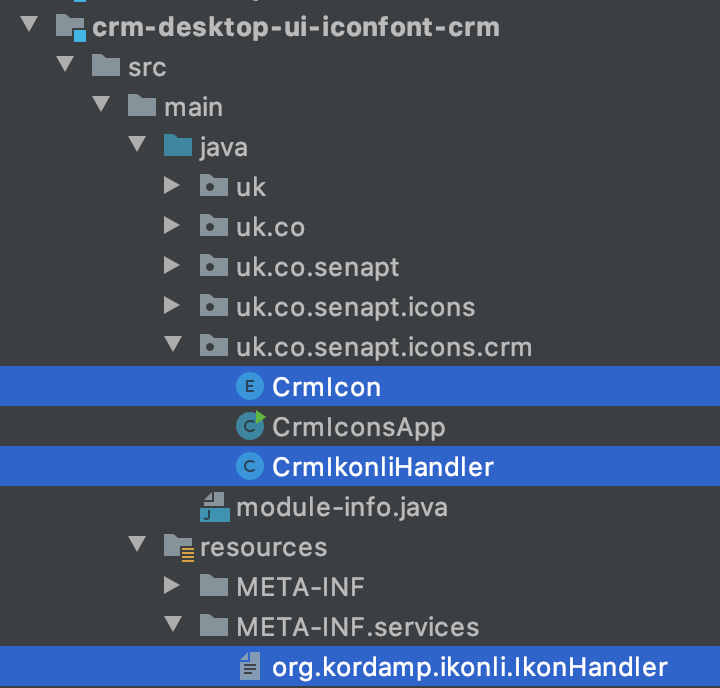 crm-desktop-ui-iconfont-crm
src
main
java
uk
uk.co
uk.co.senapt
uk.co.senapt.icons
uk.co.senapt.icons.crm
E CrmIcon
C CrmIconsApp
C CrmIkonliHandler
J module-info.java
resources
META-INF
META-INF.services
org.kordamp.ikonli.IkonHandler